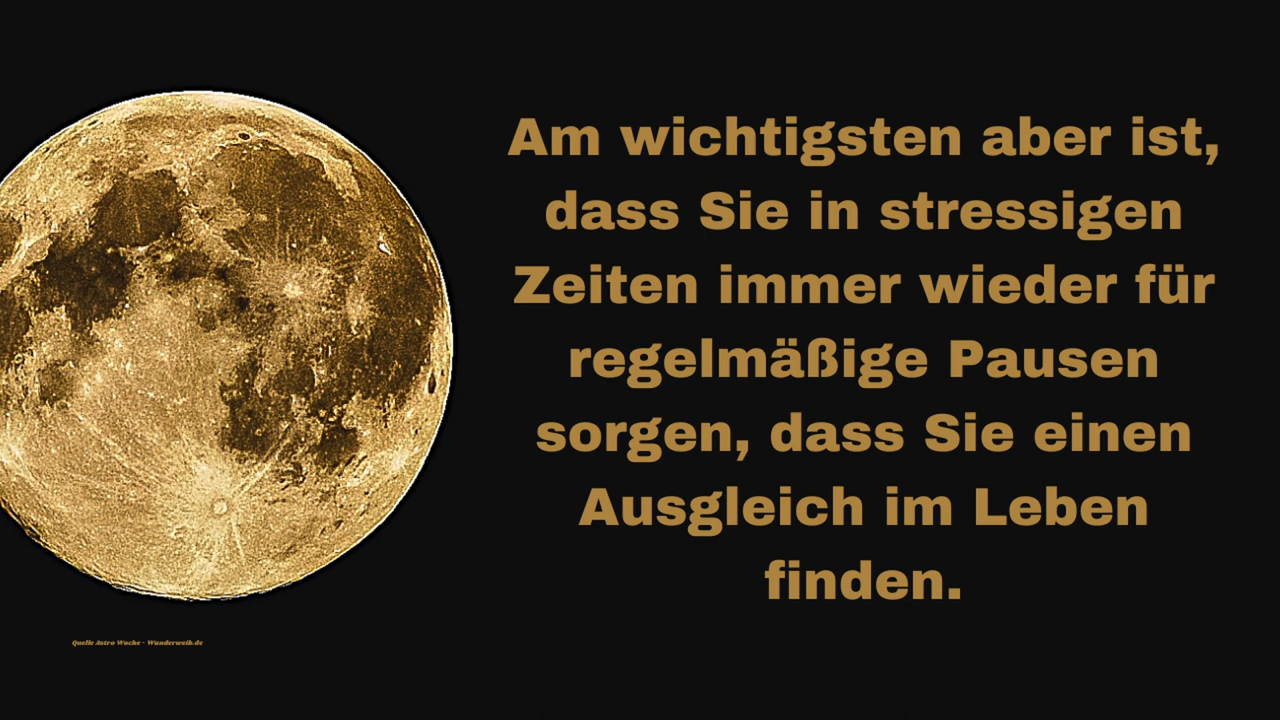 Am wichtigsten aber ist,
dass Sie in stressigen
Zeiten immer wieder für
regelmäßige Pausen
sorgen, dass Sie einen
Ausgleich im Leben
finden.
Quelle Astro Woche - Wunderweib.de